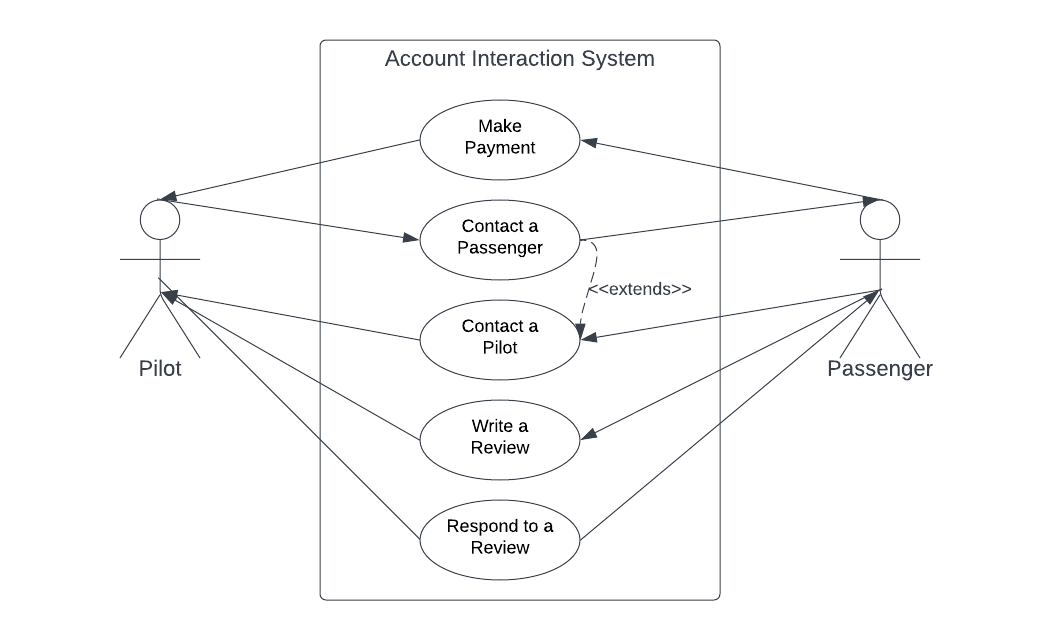 Account Interaction System
Make
Payment
Contact a
Passenger
<<extends>>
Contact a
Pilot
Pilot
Passenger
Write a
Review
Respond to a
Review